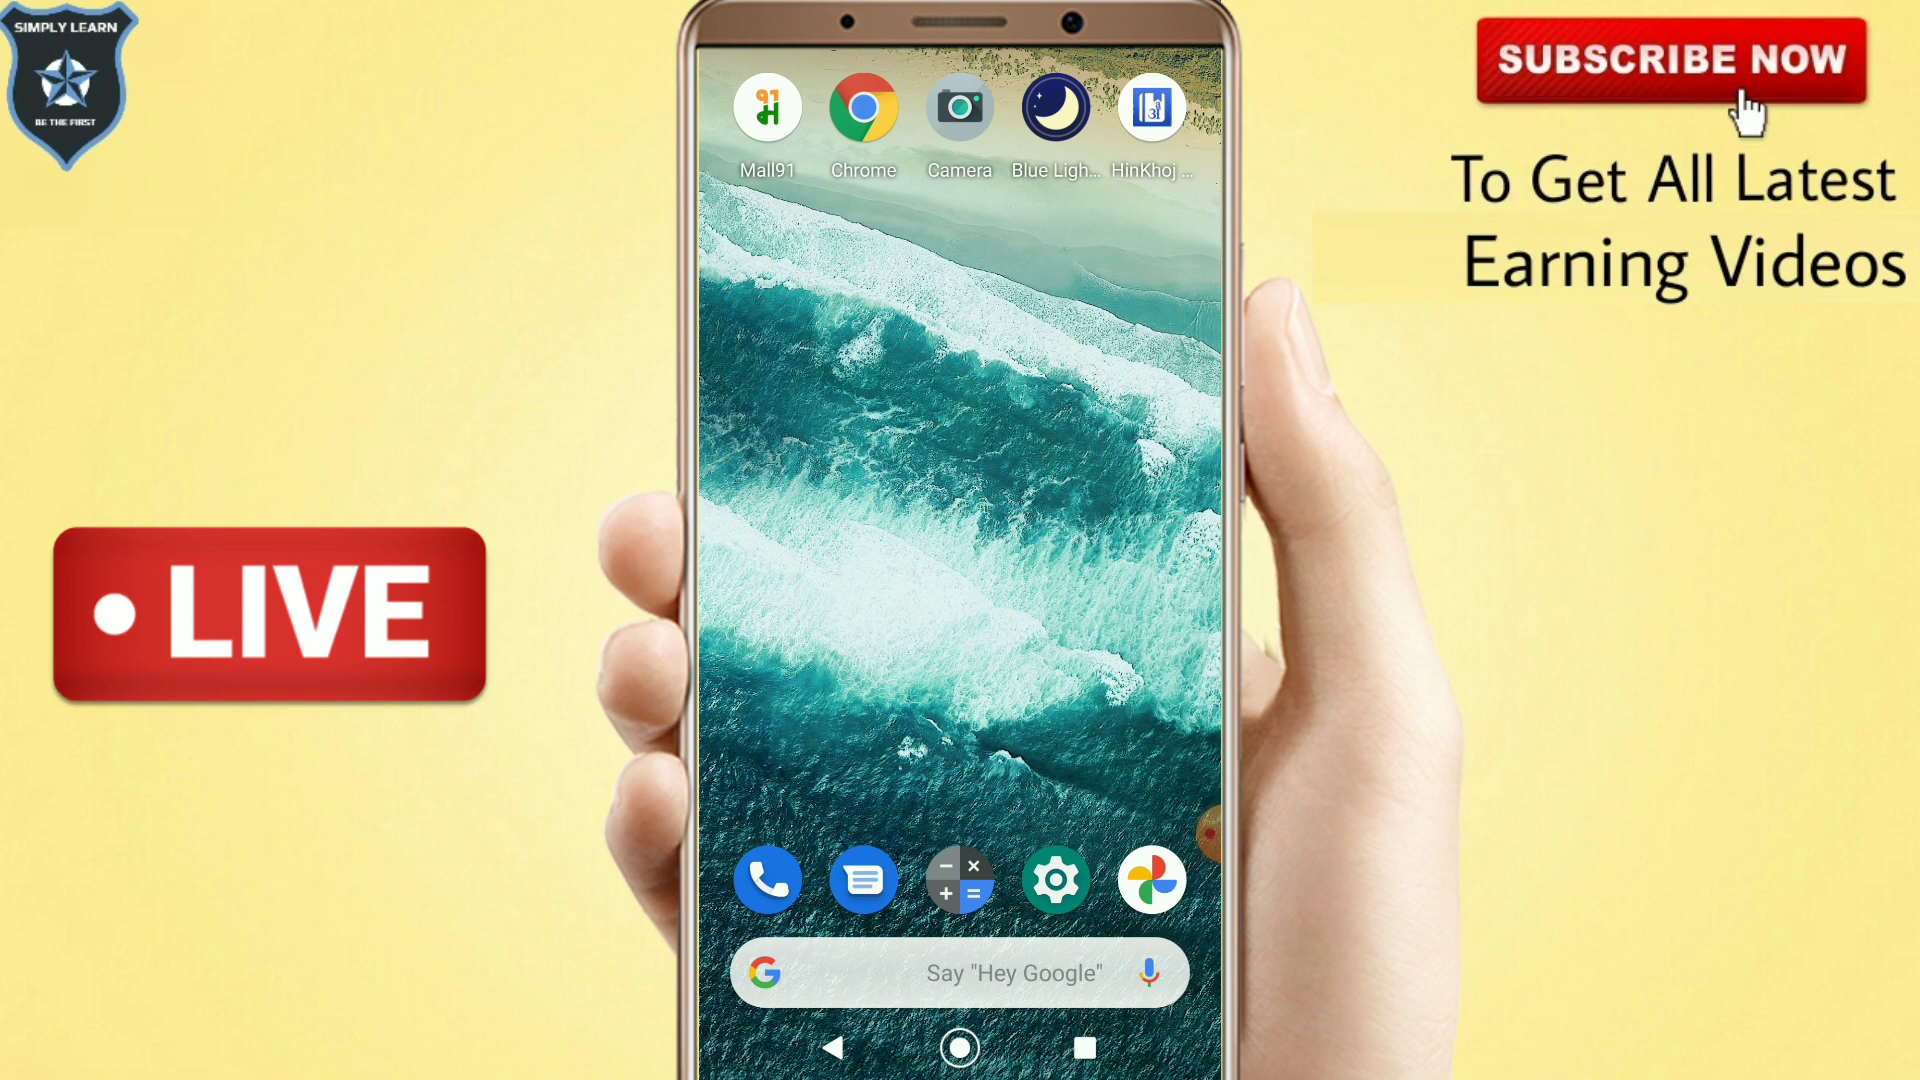 SIMPLY LEARN
BE THE FIRST
SUBSCRIBE NOW
To Get All Latest
Earning Videos
LIVE
Mall91
Chrome
Camera
Blue Ligh...
HinKhoj ...
Say "Hey Google"